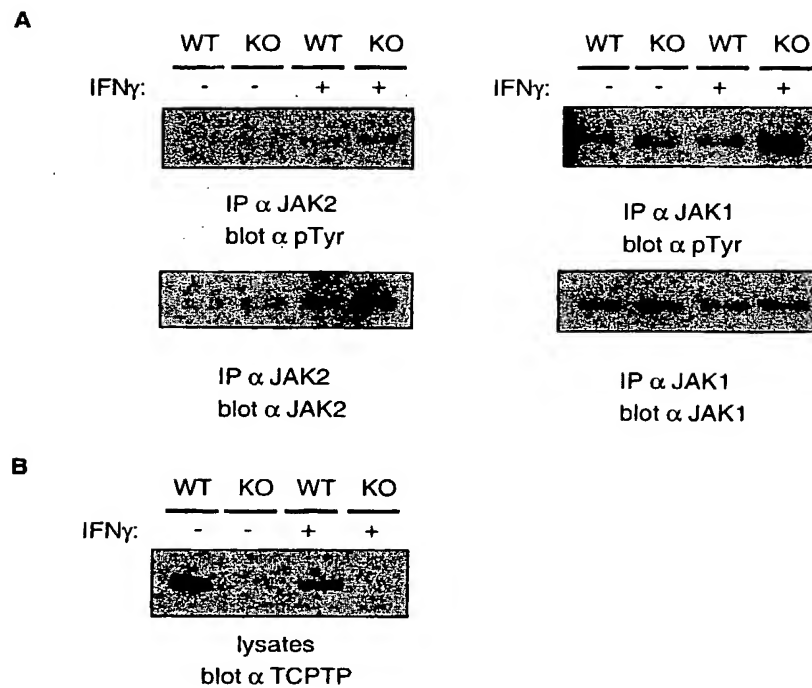 A
WT KO WT KO
IFNγ: - - + +
IP α JAK2
blot α pTyr
IP α JAK2
blot α JAK2
WT KO WT KO
- - + +
IP α JAK1
blot α pTyr
IP α JAK1
blot α JAK1
B
WT KO WT KO
IFNγ: - - + +
lysates
blot α TCPTP